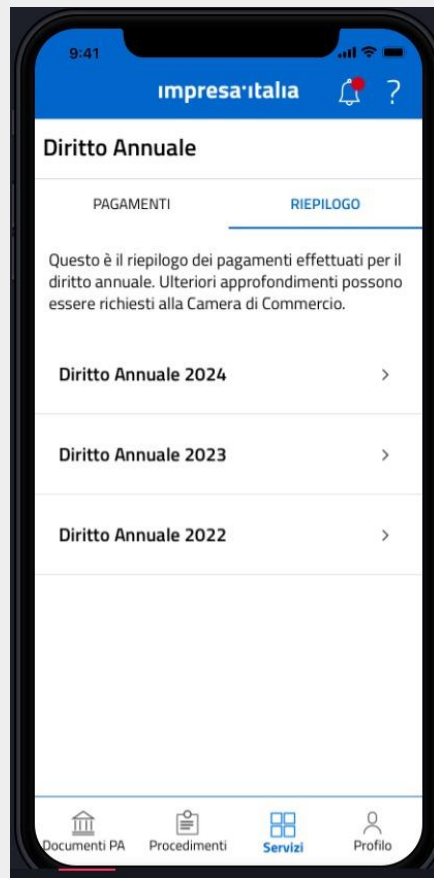 9:41
impresa italia
?
Diritto Annuale
PAGAMENTI RIEPILOGO
Questo è il riepilogo dei pagamenti effettuati per il
diritto annuale. Ulteriori approfondimenti possono
essere richiesti alla Camera di Commercio.
Diritto Annuale 2024
Diritto Annuale 2023
Diritto Annuale 2022
Documenti PA Procedimenti Servizi Profilo